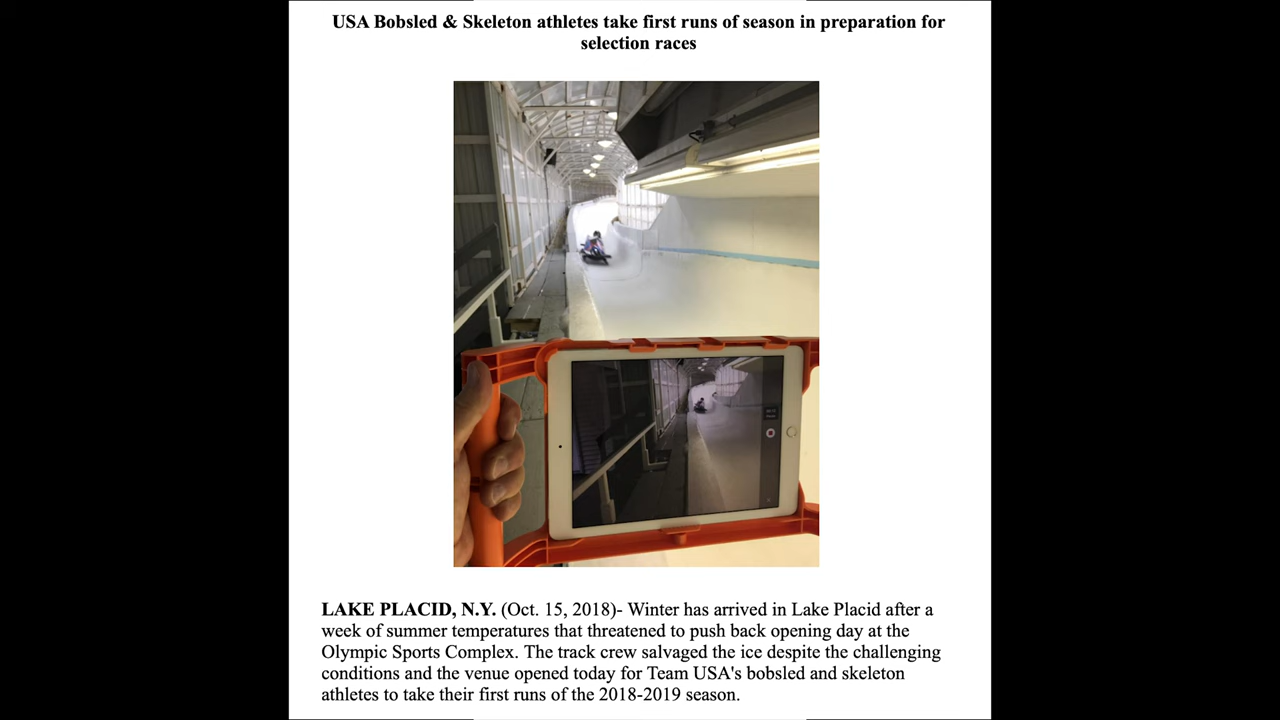 USA Bobsled & Skeleton athletes take first runs of season in preparation for
selection races
LAKE PLACID, N.Y. (Oct. 15, 2018)- Winter has arrived in Lake Placid after a
week of summer temperatures that threatened to push back opening day at the
Olympic Sports Complex. The track crew salvaged the ice despite the challenging
conditions and the venue opened today for Team USA's bobsled and skeleton
athletes to take their first runs of the 2018-2019 season.